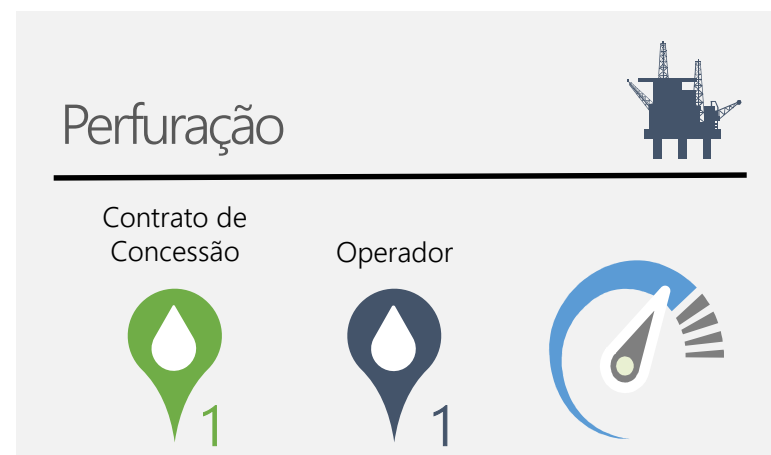 Perfuração
Contrato de
Concessão
Operador
1
1